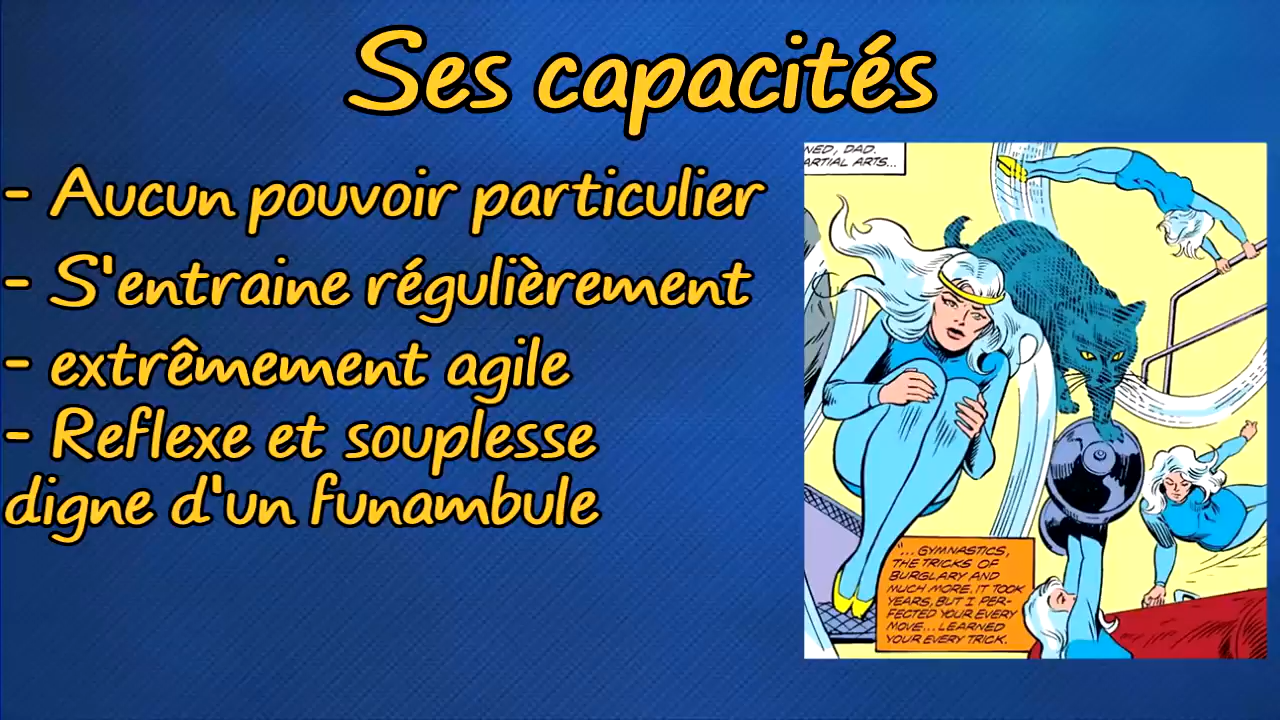 Ses capacités
- Aucun pouvoir particulier
- S'entraine régulièrement
- extrêmement agile
- Reflexe et souplesse
digne d'un funambule
NED, DAD.
ARTIAL ARTS...
"... GYMNASTICS,
THE TRICKS OF
BURGLARY AND
MUCH MORE. IT TOOK
YEARS, BUT I PER-
FECTED YOUR EVERY
MOVE... LEARNED
YOUR EVERY TRICK.